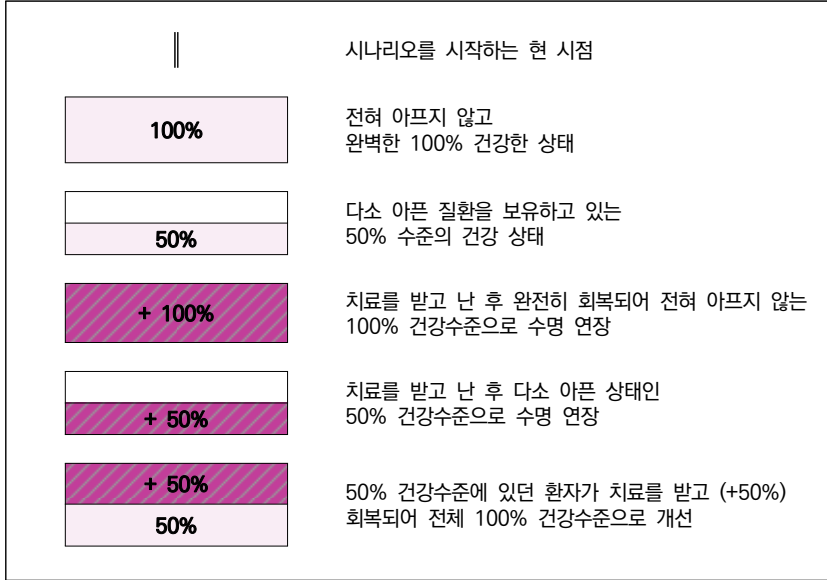 시나리오를 시작하는 현 시점
100%
전혀 아프지 않고
완벽한 100% 건강한 상태
50%
다소 아픈 질환을 보유하고 있는
50% 수준의 건강 상태
+ 100%
치료를 받고 난 후 완전히 회복되어 전혀 아프지 않는
100% 건강수준으로 수명 연장
+ 50%
치료를 받고 난 후 다소 아픈 상태인
50% 건강수준으로 수명 연장
+ 50%
50%
50% 건강수준에 있던 환자가 치료를 받고 (+50%)
회복되어 전체 100% 건강수준으로 개선